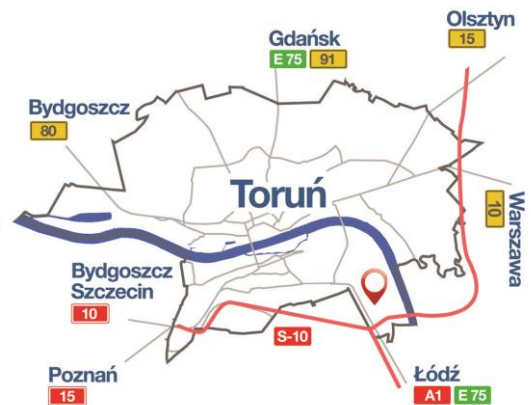 Olsztyn
15
Gdańsk
E 75 91
Bydgoszcz
80
Toruń
10
Warszawa
Bydgoszcz
Szczecin
10
S-10
Poznań
15
Łódź
A1 E 75